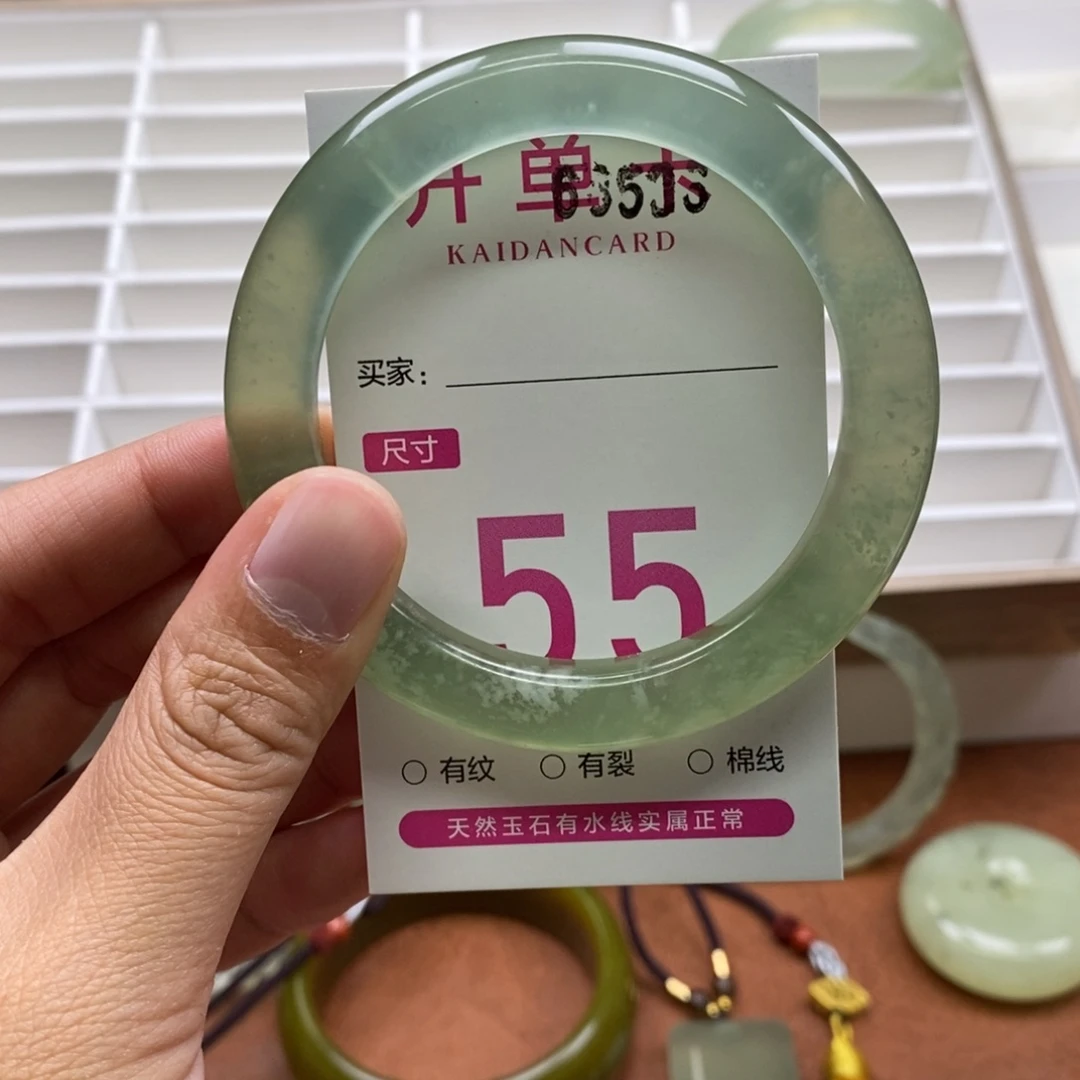 开单卡
KAIDANCARD
买家：
尺寸
55
○ 有纹 ○ 有裂 ○ 棉线
天然玉石有水线实属正常